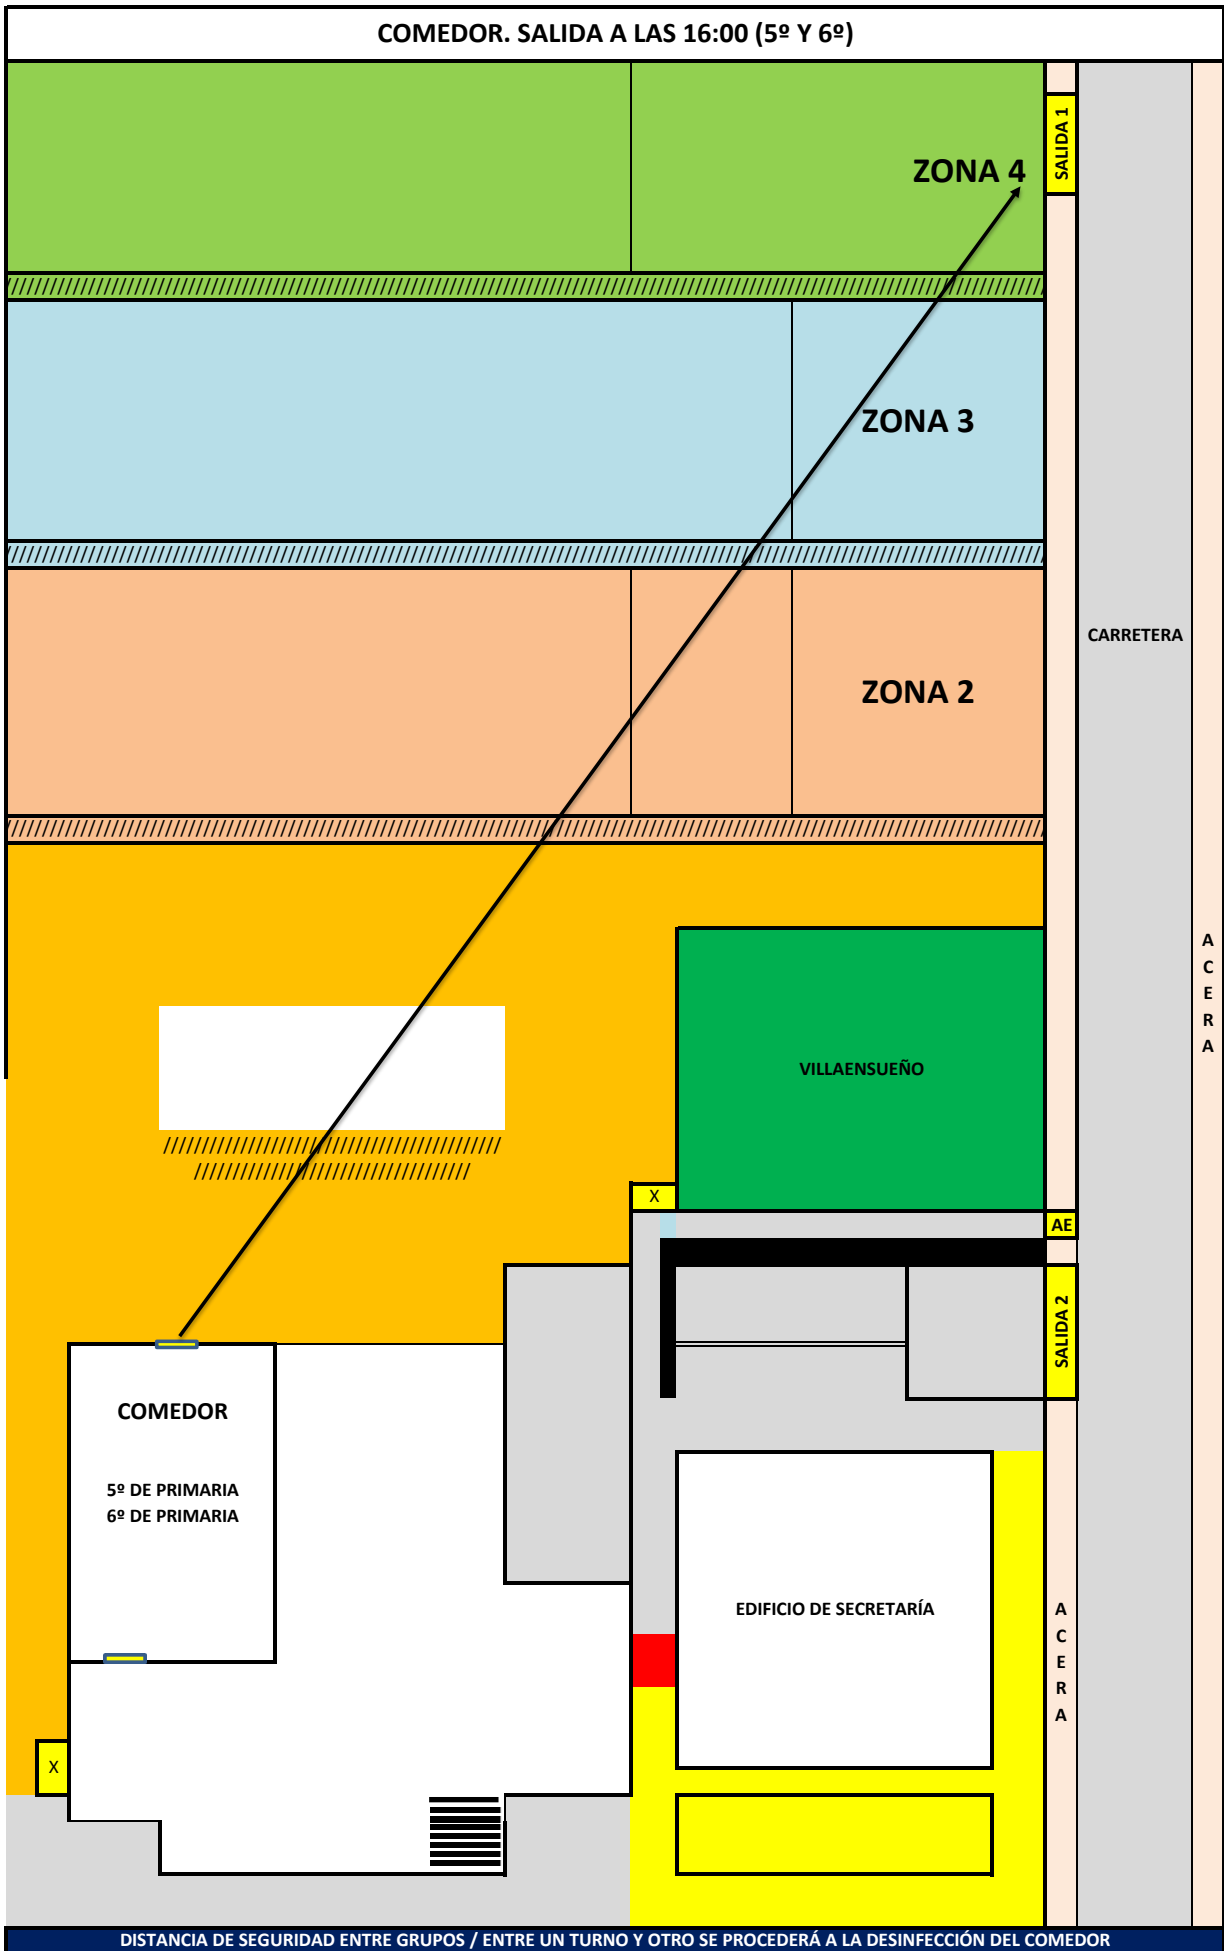 COMEDOR. SALIDA A LAS 16:00 (5º Y 6º)
SALIDA 1
ZONA 4
////////////////////////////////////////////////////////////////////////////////////////////////////////////////////////////////////////
ZONA 3
////////////////////////////////////////////////////////////////////////////////////////////////////////////////////////////////////////
CARRETERA
ZONA 2
////////////////////////////////////////////////////////////////////////////////////////////////////////////////////////////////////////
A
C
E
R
A
VILLAENSUEÑO
////////////////////////////////////////////
////////////////////////////////////
X
AE
SALIDA 2
COMEDOR
5º DE PRIMARIA
6º DE PRIMARIA
EDIFICIO DE SECRETARÍA
A
C
E
R
A
X
DISTANCIA DE SEGURIDAD ENTRE GRUPOS / ENTRE UN TURNO Y OTRO SE PROCEDERÁ A LA DESINFECCIÓN DEL COMEDOR